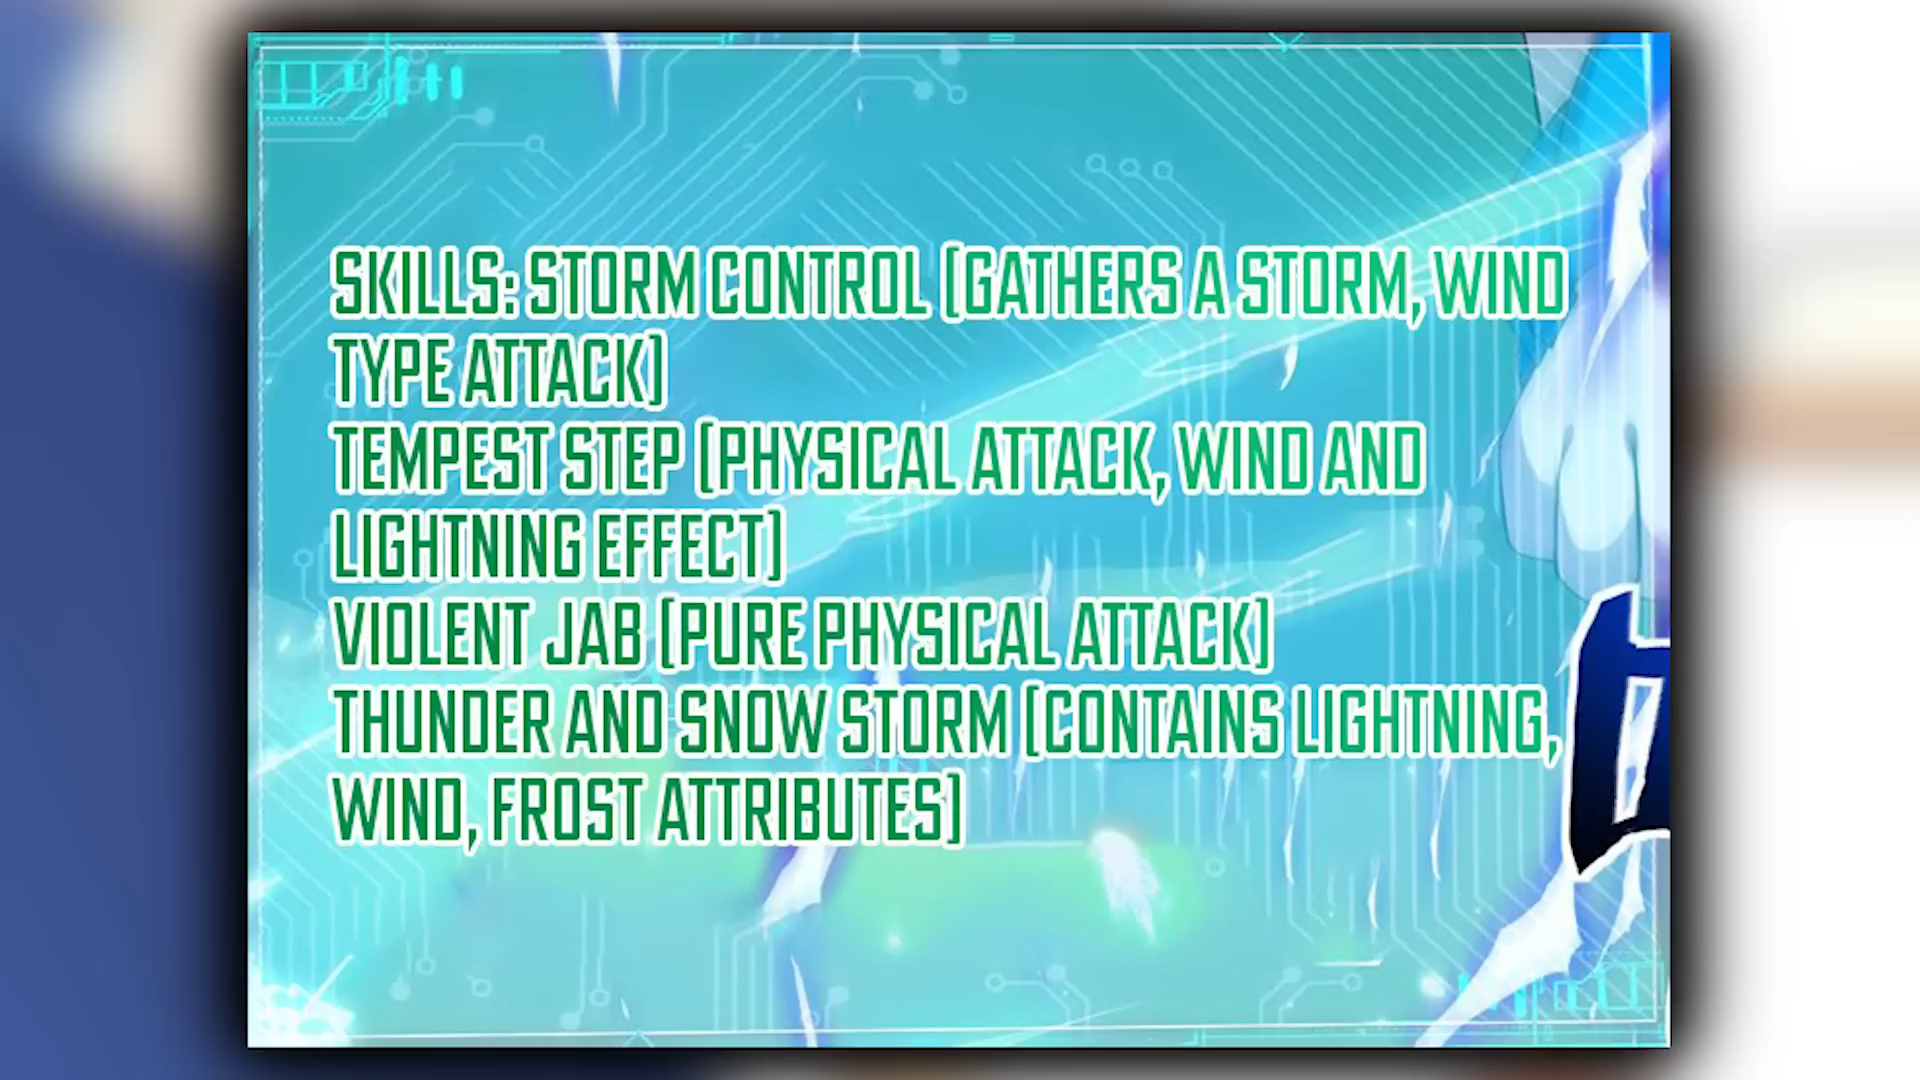 SKILLS: STORM CONTROL [GATHERS A STORM, WIND
TYPE ATTACK]
TEMPEST STEP [PHYSICAL ATTACK, WIND AND
LIGHTNING EFFECT]
VIOLENT JAB [PURE PHYSICAL ATTACK]
THUNDER AND SNOW STORM [CONTAINS LIGHTNING,
WIND, FROST ATTRIBUTES]